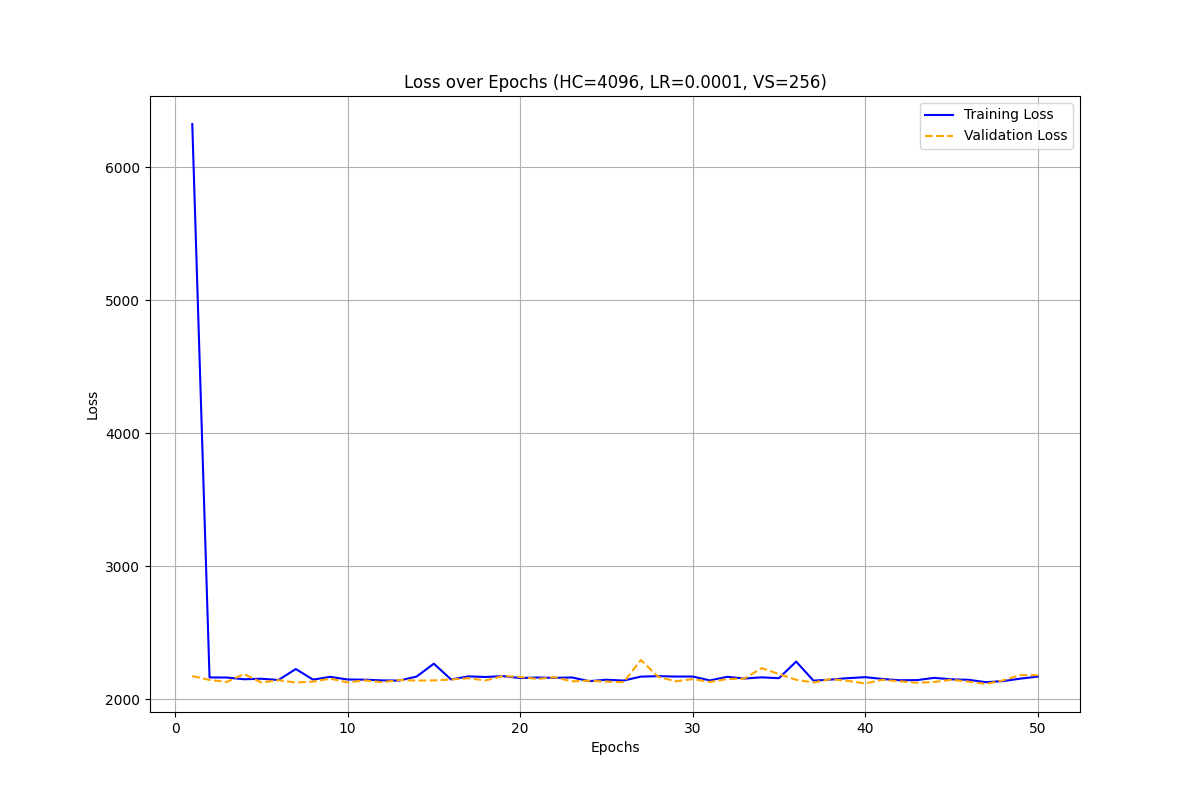 Loss over Epochs (HC=4096, LR=0.0001, VS=256)
Training Loss
Validation Loss
6000
5000
4000
3000
2000
Loss
0 10 20 30 40 50
Epochs